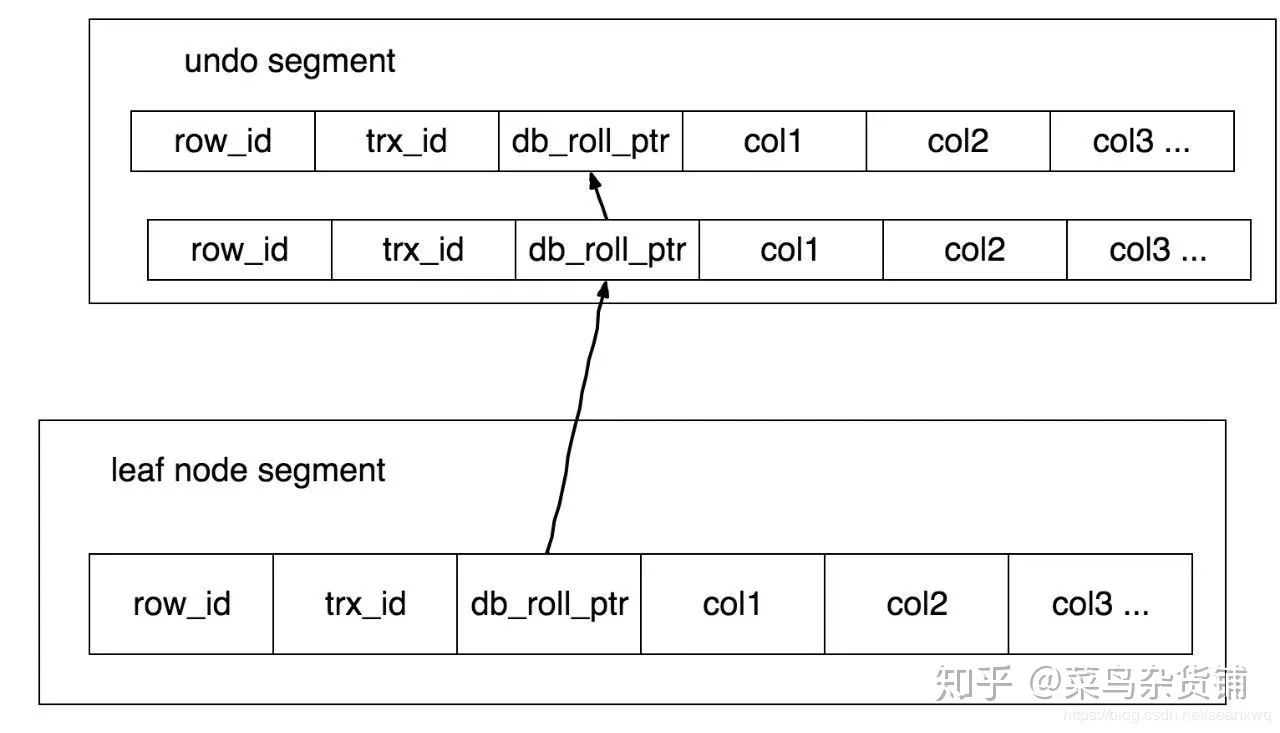 undo segment
row_id trx_id db_roll_ptr col1 col2 col3 ...
row_id trx_id db_roll_ptr col1 col2 col3 ...
leaf node segment
row_id trx_id db_roll_ptr col1 col2 col3 ...
知乎 @菜鸟杂货铺
https://blog.csdn.net/seanxwq